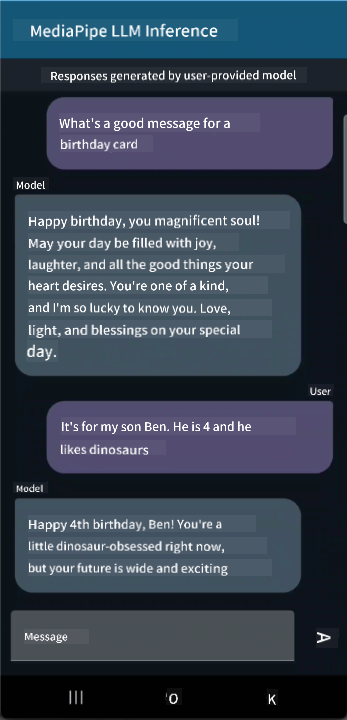 MediaPipe LLM Inference
Responses generated by user-provided model
What's a good message for a
birthday card
Model
Happy birthday, you magnificent soul!
May your day be filled with joy,
laughter, and all the good things your
heart desires. You're one of a kind,
and I'm so lucky to know you. Love,
light, and blessings on your special
day.
User
It's for my son Ben. He is 4 and he
likes dinosaurs
Model
Happy 4th birthday, Ben! You're a
little dinosaur-obsessed right now,
but your future is wide and exciting
Message
A
'O
K